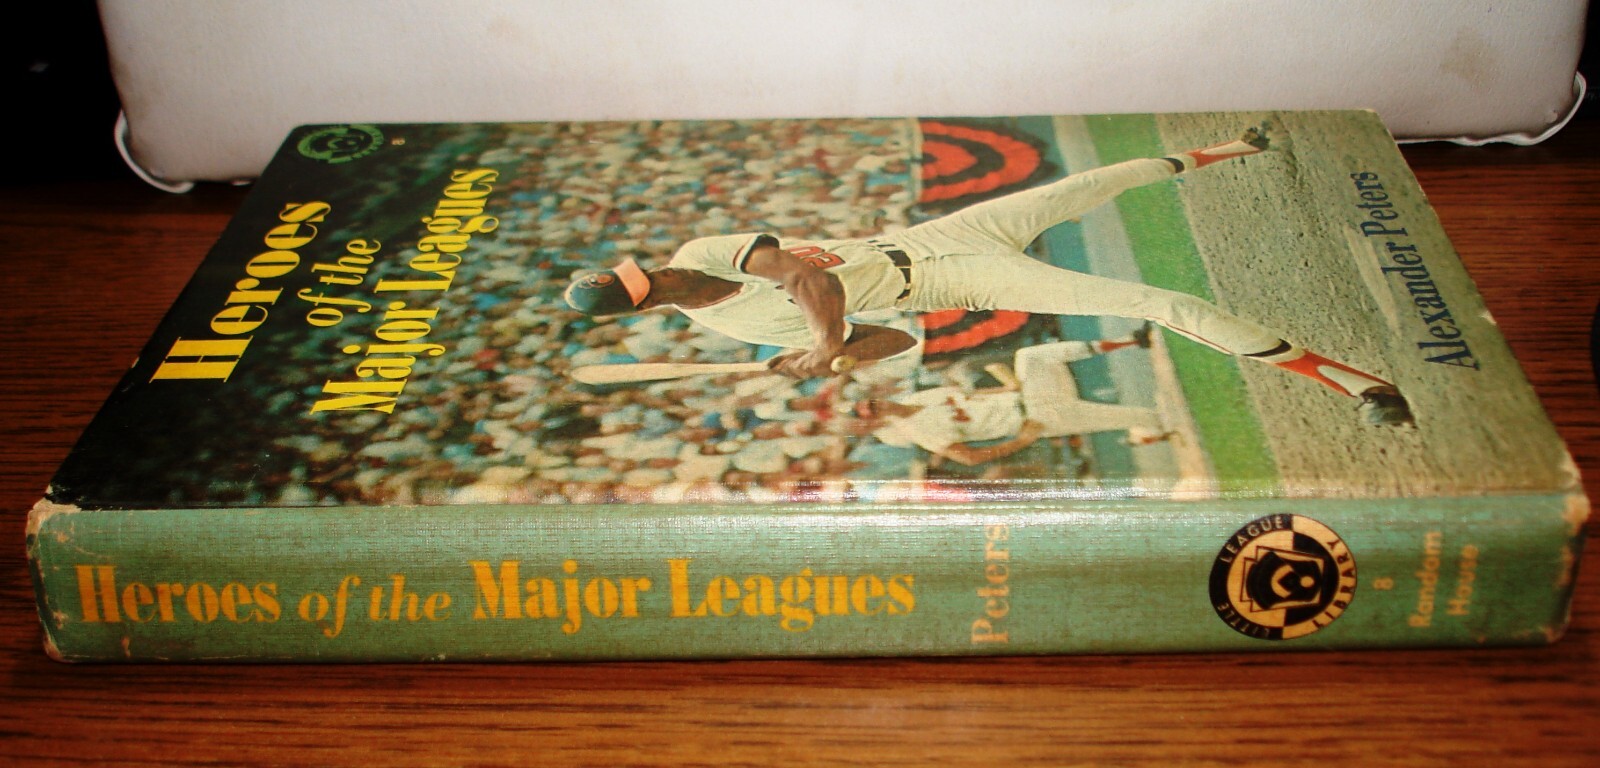 8
Heroes
of the
Major Leagues
20
Alexander Peters
Heroes of the Major Leagues
Peters
LITTLE LEAGUE LIBRARY
8
Random
House